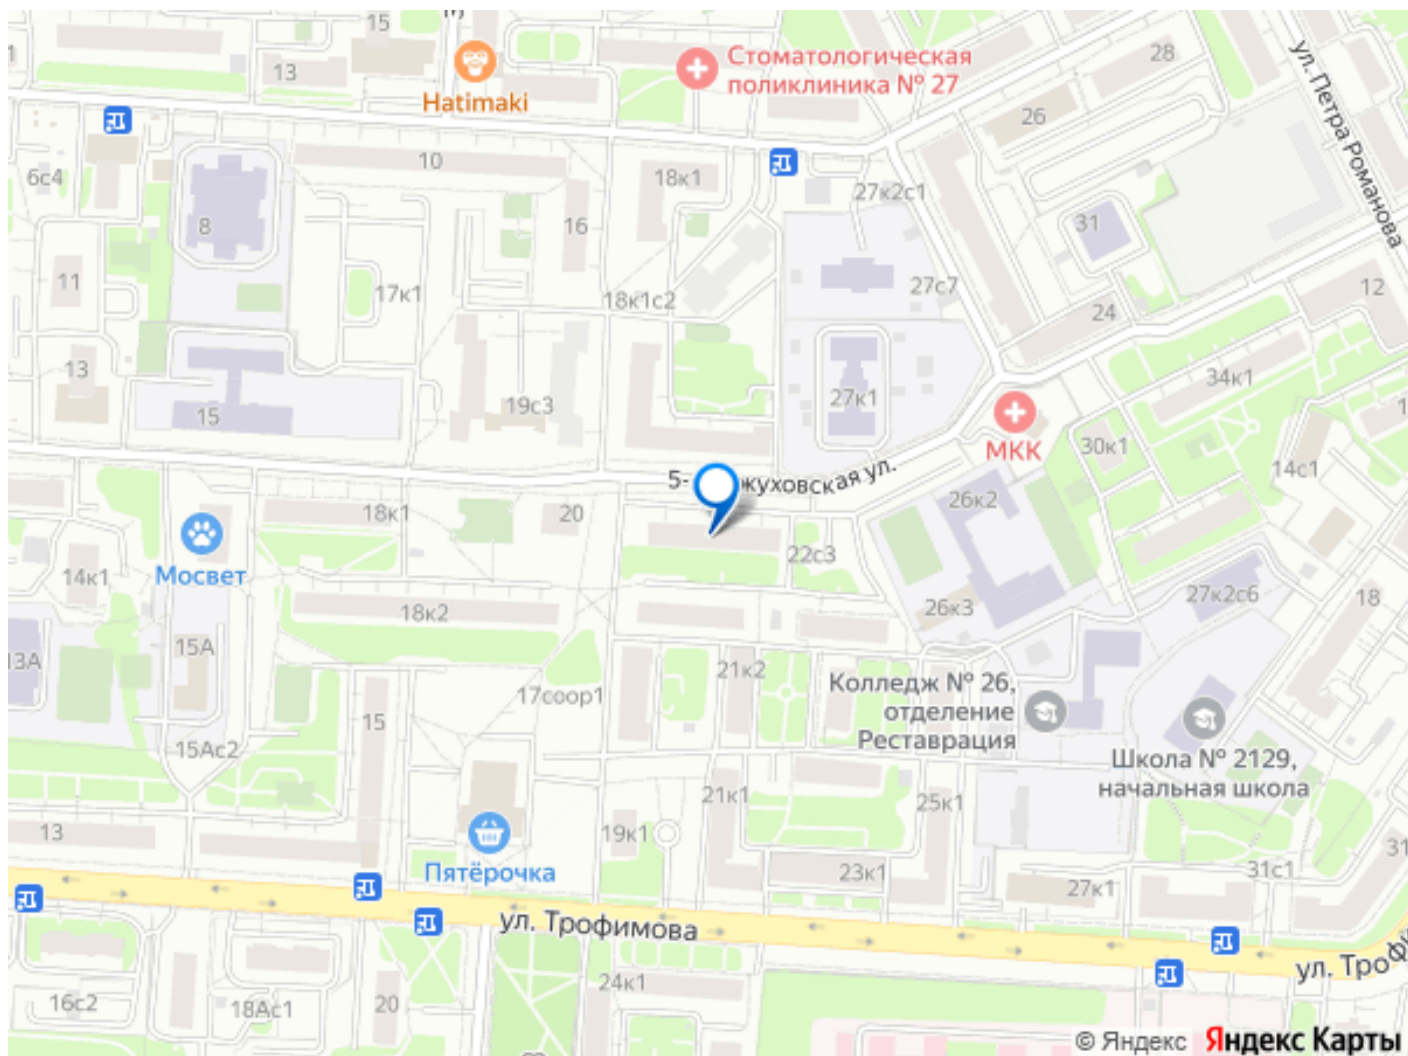 15
28
Стоматологическая
поликлиника № 27
13
Hatimaki
26
ул. Петра Романова
10
6с4
18к1
27к2с1
8
16
31
11
17к1
18к1с2
27с7
12
24
13
34к1
15
19с3
27к1
МКК
30к1
14с1
5-
жуховская ул.
26к2
18к1
20
22с3
14к1
Мосвет
18к2
26к3
27к2с6
18
13А
15А
21к2
17соор1
Колледж № 26,
отделение
Реставрация
15
15Ас2
Школа № 2129,
начальная школа
21к1
25к1
13
19к1
Пятёрочка
23к1
27к1
31с1
31
ул. Трофимова
ул. Троф
24к1
16с2
18Ас1
20
© Яндекс Яндекс Карты